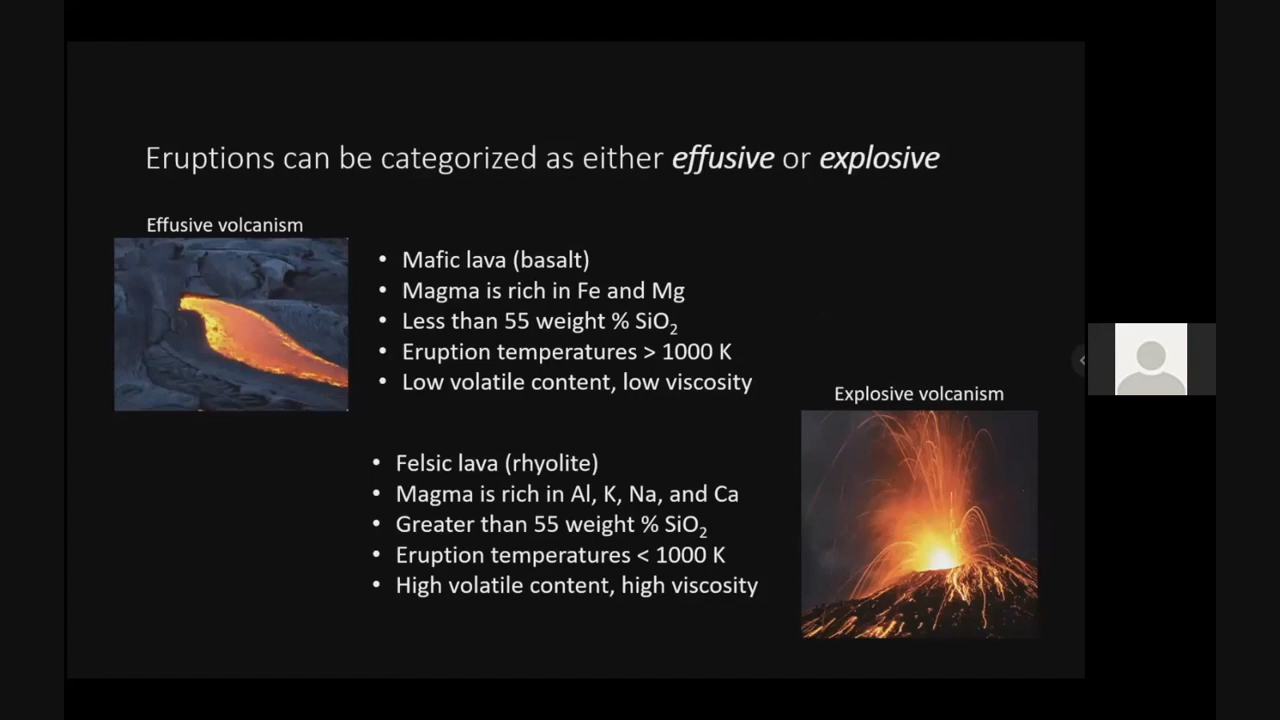 Eruptions can be categorized as either effusive or explosive
Effusive volcanism
• Mafic lava (basalt)
• Magma is rich in Fe and Mg
• Less than 55 weight % SiO₂
• Eruption temperatures > 1000 K
• Low volatile content, low viscosity
Explosive volcanism
• Felsic lava (rhyolite)
• Magma is rich in Al, K, Na, and Ca
• Greater than 55 weight % SiO₂
• Eruption temperatures < 1000 K
• High volatile content, high viscosity